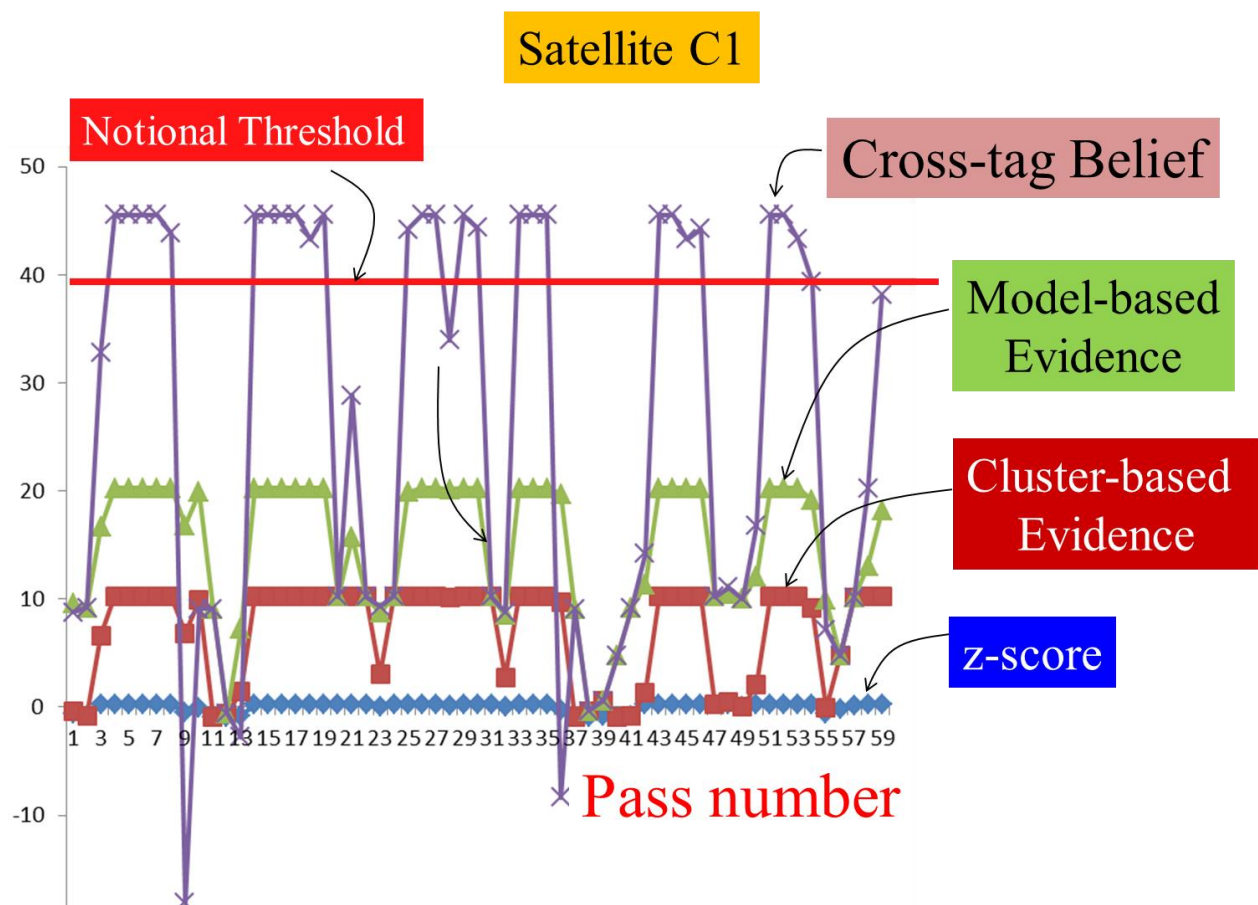 Satellite C1
Notional Threshold
Cross-tag Belief
50
40
30
20
10
0
-10
Model-based
Evidence
Cluster-based
Evidence
z-score
1 3 5 7 9 11 13 15 17 19 21 23 25 27 29 31 33 35 37 39 41 43 45 47 49 51 53 55 57 59
Pass number